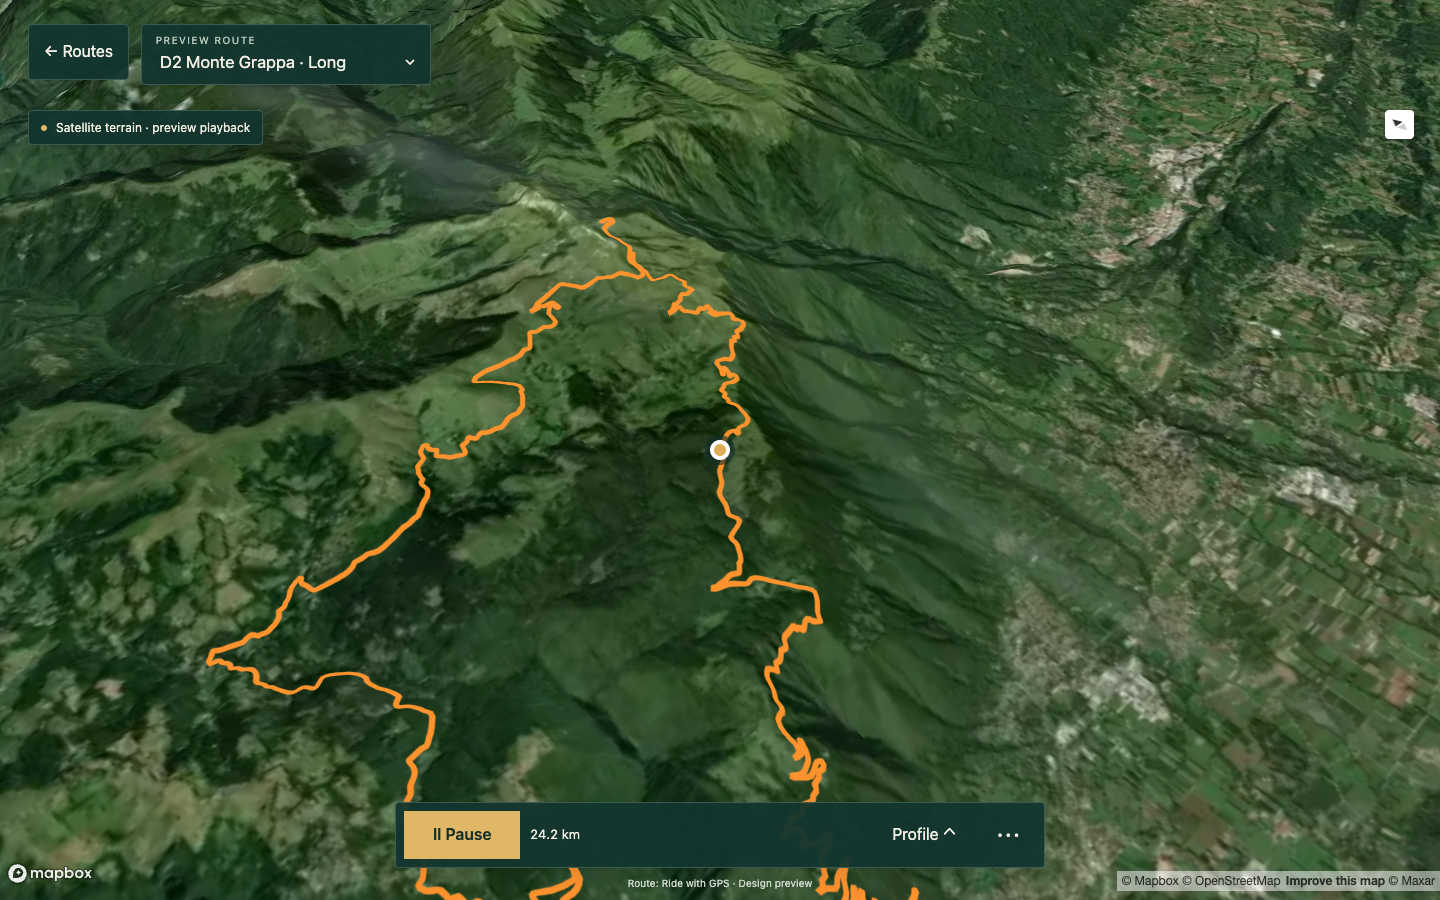 ← Routes
PREVIEW ROUTE
D2 Monte Grappa · Long
Satellite terrain · preview playback
II Pause
24.2 km
Profile
mapbox
Route: Ride with GPS · Design preview
© Mapbox © OpenStreetMap Improve this map © Maxar